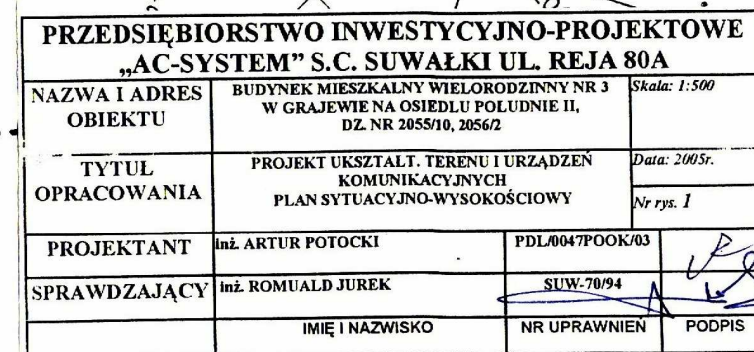 PRZEDSIĘBIORSTWO INWESTYCYJNO-PROJEKTOWE
„AC-SYSTEM” S.C. SUWAŁKI UL. REJA 80A
NAZWA I ADRES OBIEKTU
BUDYNEK MIESZKALNY WIELORODZINNY NR 3
W GRAJEWIE NA OSIEDLU POŁUDNIE II,
DZ. NR 2055/10, 2056/2
Skala: 1:500
TYTUŁ OPRACOWANIA
PROJEKT UKSZTAŁT. TERENU I URZĄDZEŃ
KOMUNIKACYJNYCH
PLAN SYTUACYJNO-WYSOKOŚCIOWY
Data: 2005r.
Nr rys. 1
PROJEKTANT inż. ARTUR POTOCKI PDL/0047POOK/03
SPRAWDZAJĄCY inż. ROMUALD JUREK SUW-70/94
IMIĘ I NAZWISKO NR UPRAWNIEŃ PODPIS